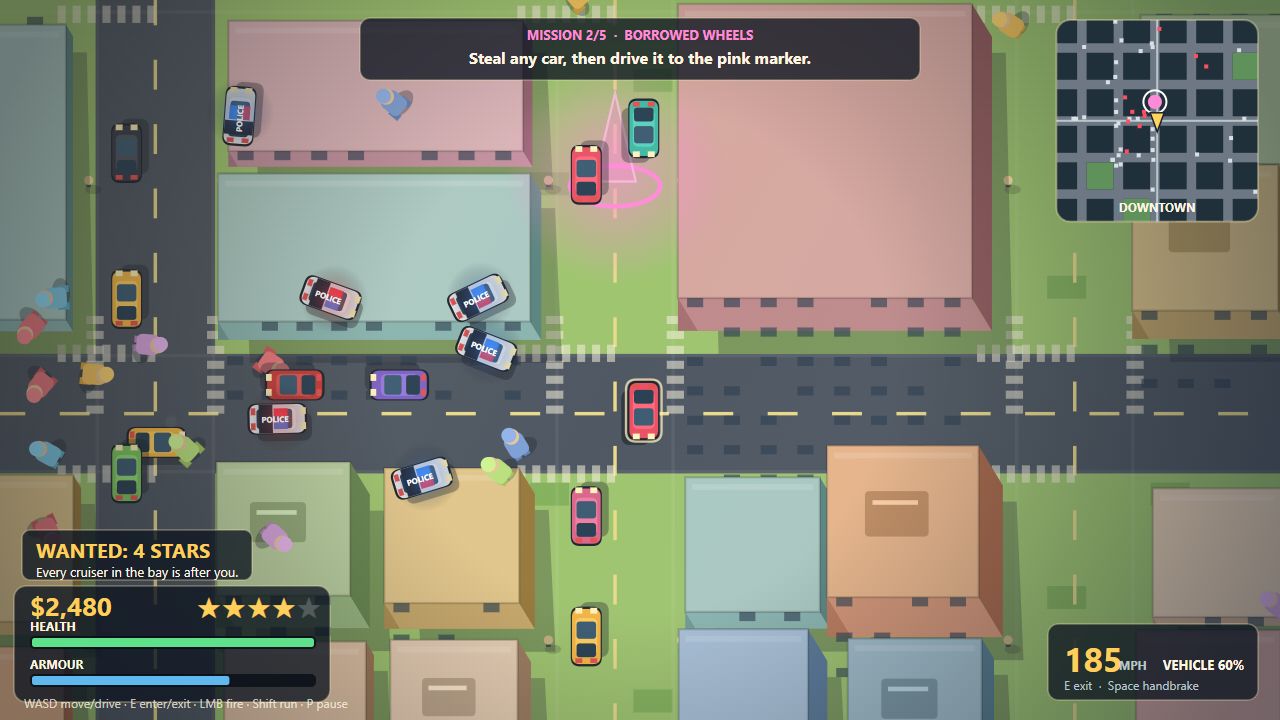 MISSION 2/5 · BORROWED WHEELS
Steal any car, then drive it to the pink marker.
DOWNTOWN
POLICE
POLICE
POLICE
POLICE
POLICE
POLICE
WANTED: 4 STARS
Every cruiser in the bay is after you.
$2,480
HEALTH
ARMOUR
WASD move/drive · E enter/exit · LMB fire · Shift run · P pause
185 MPH VEHICLE 60%
E exit · Space handbrake